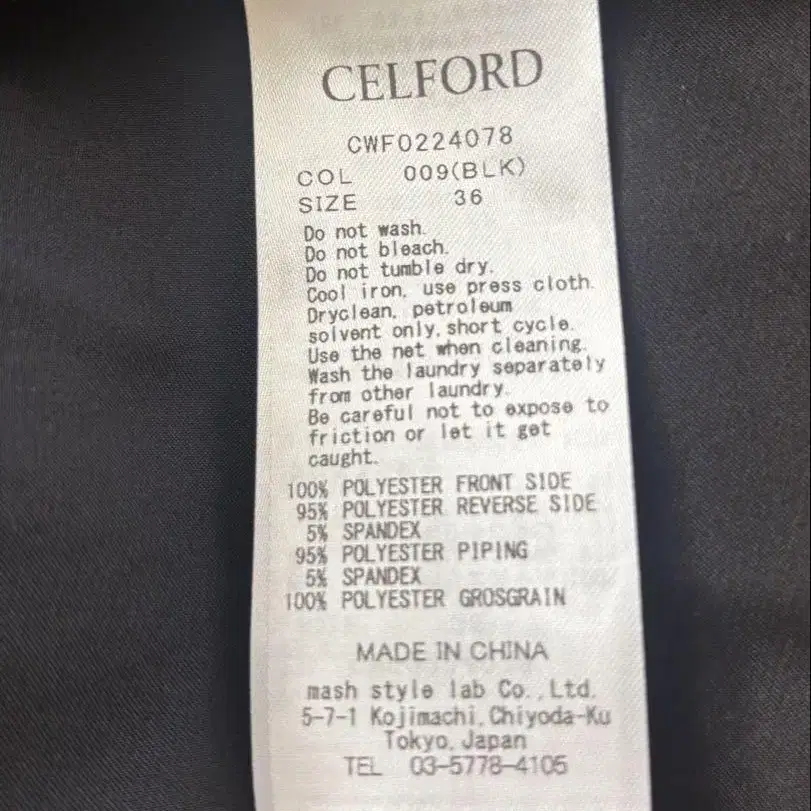 CELFORD
CWF0224078
COL 009(BLK)
SIZE 36
Do not wash.
Do not bleach.
Do not tumble dry.
Cool iron, use press cloth.
Dryclean, petroleum
solvent only, short cycle.
Use the net when cleaning.
Wash the laundry separately
from other laundry.
Be careful not to expose to
friction or let it get
caught.
100% POLYESTER FRONT SIDE
95% POLYESTER REVERSE SIDE
5% SPANDEX
95% POLYESTER PIPING
5% SPANDEX
100% POLYESTER GROSGRAIN
MADE IN CHINA
mash style lab Co., Ltd.
5-7-1 Kojimachi, Chiyoda-Ku
Tokyo, Japan
TEL 03-5778-4105